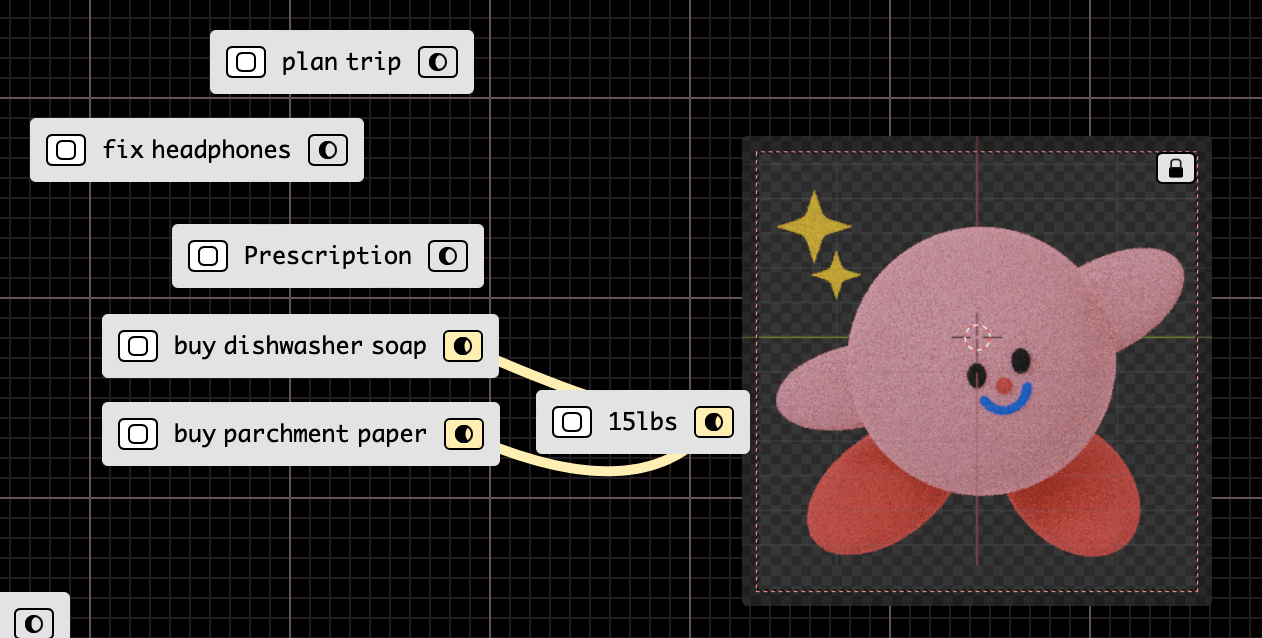 plan trip
fix headphones
Prescription
buy dishwasher soap
buy parchment paper
15lbs